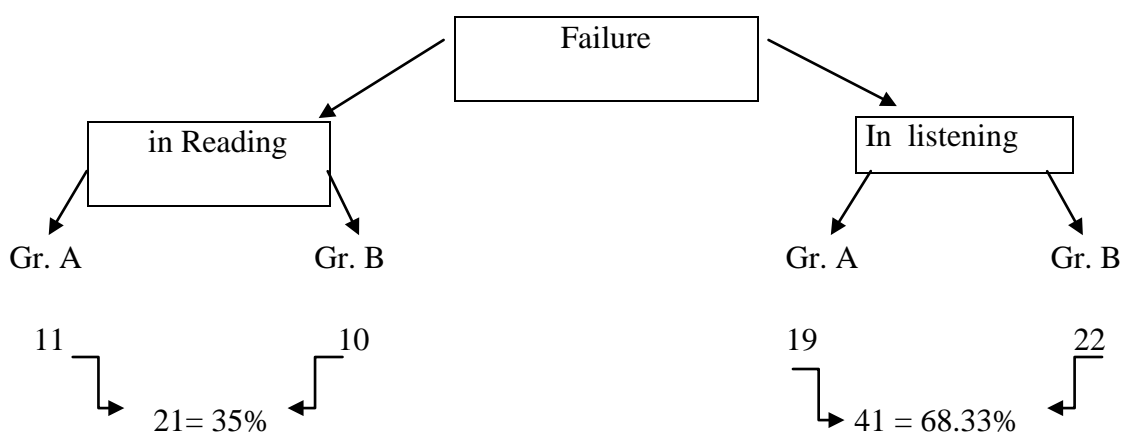 Failure
in Reading
In listening
Gr. A
Gr. B
Gr. A
Gr. B
11
10
19
22
21= 35%
41 = 68.33%